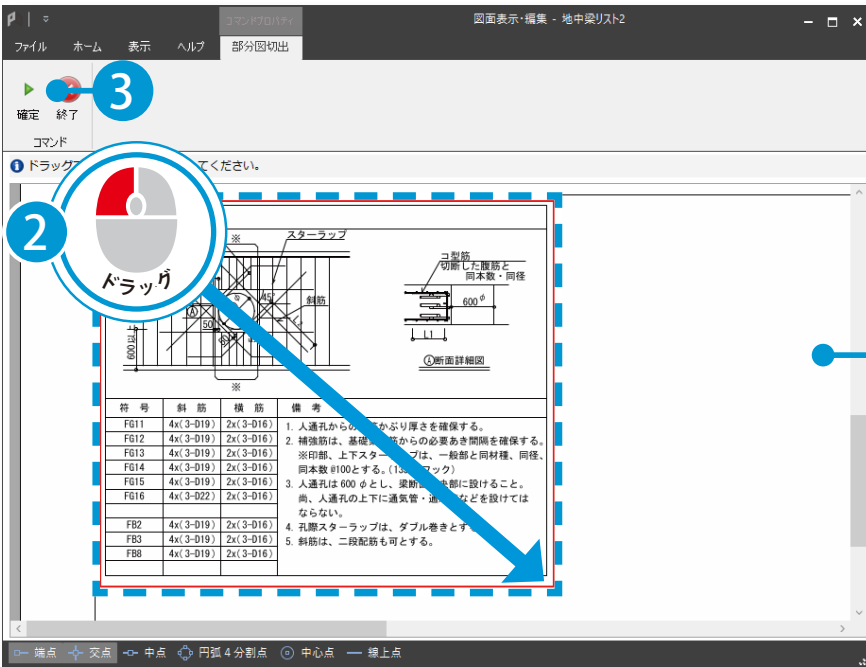 コマンドプロパティ
図面表示・編集 - 地中梁リスト2
ファイル ホーム 表示 ヘルプ 部分図切出
確定 終了
3
コマンド
ドラッグ
てください。
2
ドラッグ
※
スターラップ
コ型筋
切断した腹筋と
同本数・同径
45°
斜筋
600φ
A
50
L1
600以上
A断面詳細図
※
符 号 斜 筋 横 筋 備 考
FG11 4x(3-D19) 2x(3-D16)
FG12 4x(3-D19) 2x(3-D16)
FG13 4x(3-D19) 2x(3-D16)
FG14 4x(3-D19) 2x(3-D16)
FG15 4x(3-D19) 2x(3-D16)
FG16 4x(3-D22) 2x(3-D16)
FB2 4x(3-D19) 2x(3-D16)
FB3 4x(3-D19) 2x(3-D16)
FB8 4x(3-D19) 2x(3-D16)
1. 人通孔からの かぶり厚さを確保する。
2. 補強筋は、基礎 筋からの必要あき間隔を確保する。
※印部、上下スター プは、一般部と同材種、同径、
同本数 @100とする。(13 フック)
3. 人通孔は 600 φとし、梁断 央部に設けること。
尚、人通孔の上下に通気管・通 などを設けては
ならない。
4. 孔際スターラップは、ダブル巻きとす
5. 斜筋は、二段配筋も可とする。
端点 交点 中点 円弧４分割点 中心点 線上点